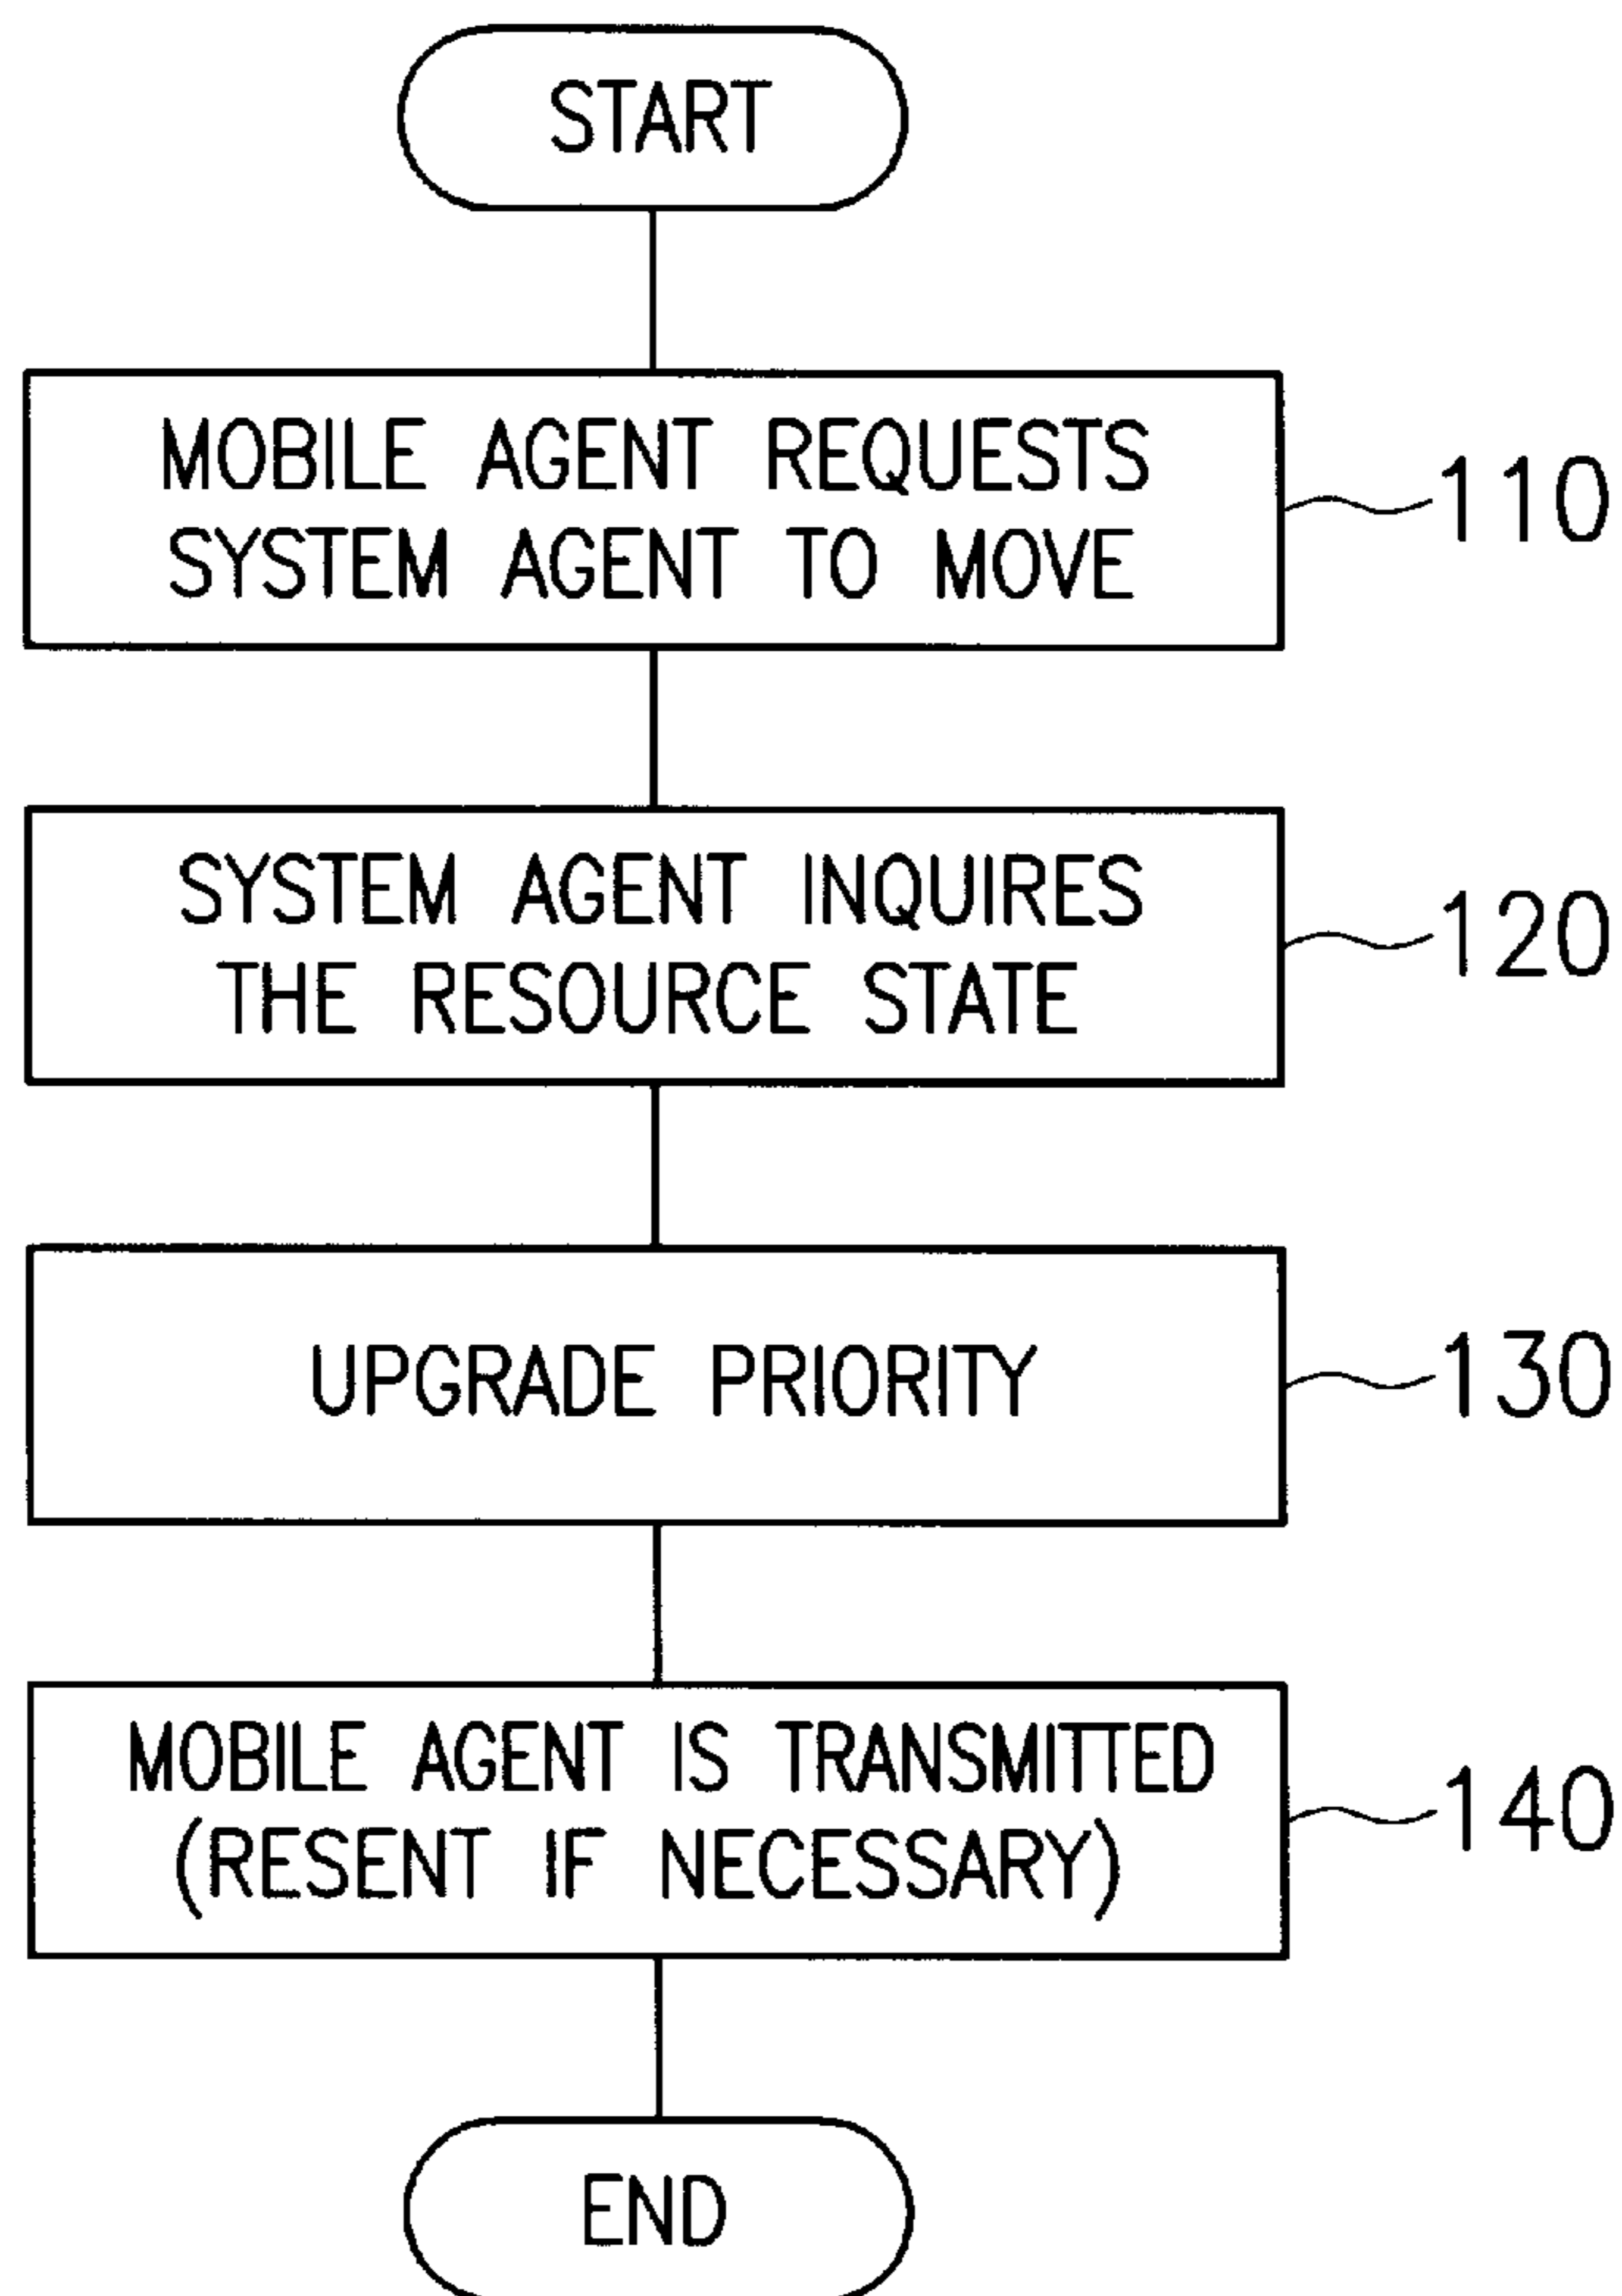 START
MOBILE AGENT REQUESTS
SYSTEM AGENT TO MOVE
110
SYSTEM AGENT INQUIRES
THE RESOURCE STATE
120
UPGRADE PRIORITY
130
MOBILE AGENT IS TRANSMITTED
(RESENT IF NECESSARY)
140
END